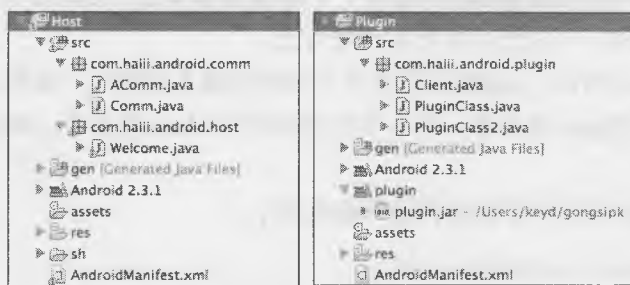 Host
src
com.haiii.android.comm
AComm.java
Comm.java
com.haiii.android.host
Welcome.java
gen [Generated Java Files]
Android 2.3.1
assets
res
sh
AndroidManifest.xml
Plugin
src
com.haiii.android.plugin
Client.java
PluginClass.java
PluginClass2.java
gen [Generated Java Files]
Android 2.3.1
plugin
plugin.jar - /Users/keyd/gongsipk
assets
res
AndroidManifest.xml